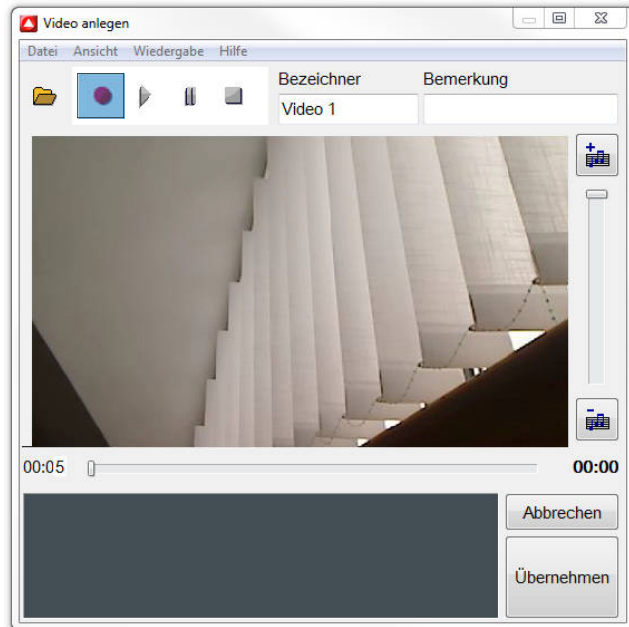 Video anlegen
Datei Ansicht Wiedergabe Hilfe
Bezeichner Bemerkung
Video 1
00:05 00:00
Abbrechen
Übernehmen